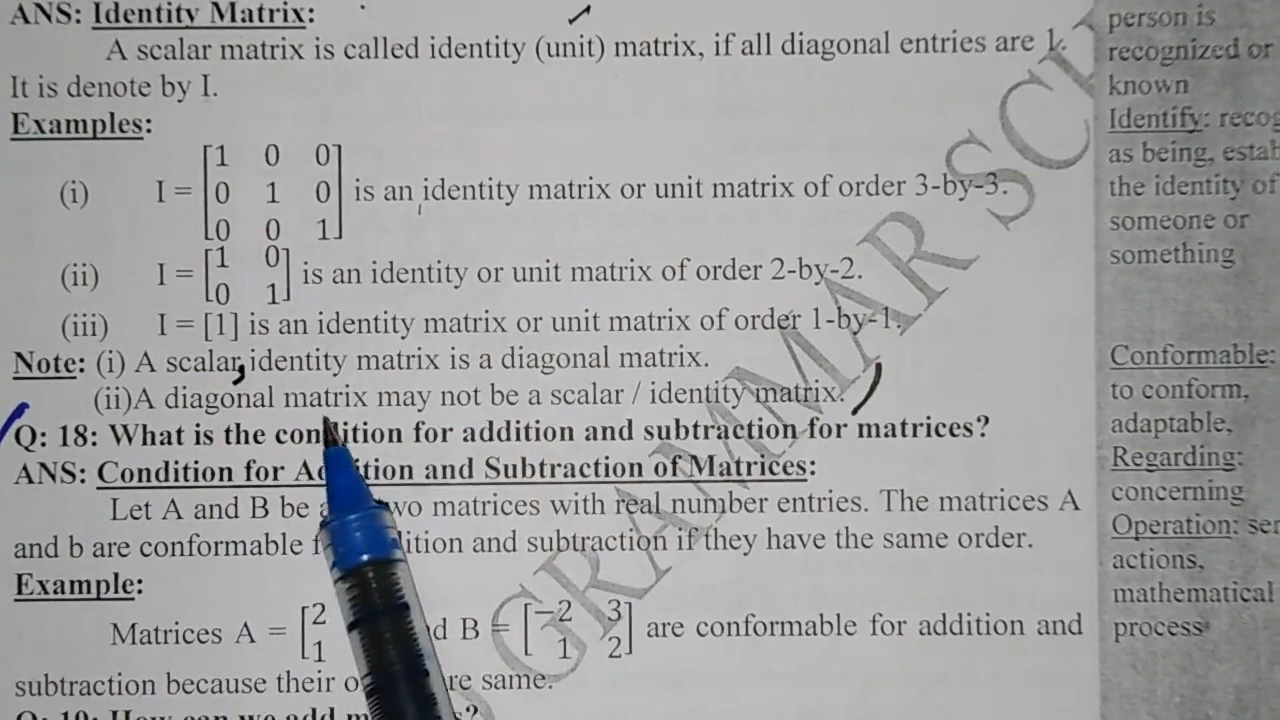 ANS: Identity Matrix:
A scalar matrix is called identity (unit) matrix, if all diagonal entries are 1.
It is denote by I.
Examples:
(i) I = [1 0 0
0 1 0
0 0 1] is an identity matrix or unit matrix of order 3-by-3.
(ii) I = [1 0
0 1] is an identity or unit matrix of order 2-by-2.
(iii) I = [1] is an identity matrix or unit matrix of order 1-by-1.
Note: (i) A scalar, identity matrix is a diagonal matrix.
(ii)A diagonal matrix may not be a scalar / identity matrix.
Q: 18: What is the condition for addition and subtraction for matrices?
ANS: Condition for Addition and Subtraction of Matrices:
Let A and B be two matrices with real number entries. The matrices A
and b are conformable addition and subtraction if they have the same order.
Example:
Matrices A = [2
1 B = [−2 3
1 2] are conformable for addition and
subtraction because their are same.
person is
recognized or
known
Identify:
as being,
the identity of
someone or
something
Conformable:
to conform,
adaptable,
Regarding:
concerning
Operation:
actions,
mathematical
process
GRAMMAR